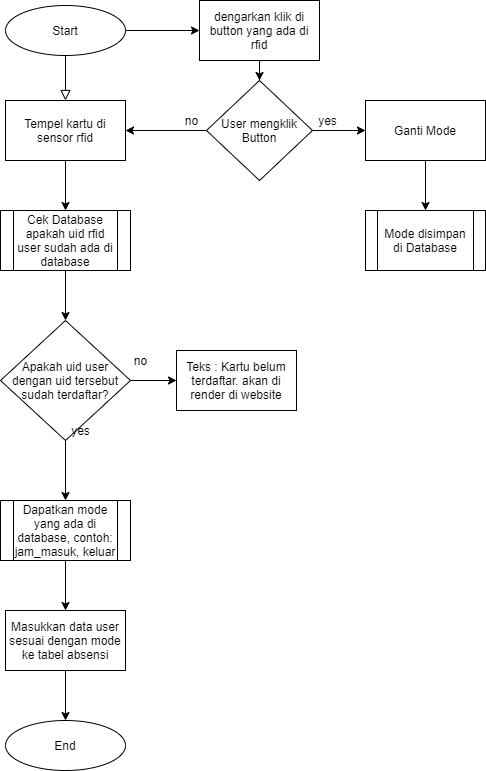 Start
dengarkan klik di
button yang ada di
rfid
Tempel kartu di
sensor rfid
no
User mengklik
Button
yes
Ganti Mode
Cek Database
apakah uid rfid
user sudah ada di
database
Mode disimpan
di Database
Apakah uid user
dengan uid tersebut
sudah terdaftar?
no
Teks : Kartu belum
terdaftar. akan di
render di website
yes
Dapatkan mode
yang ada di
database, contoh:
jam_masuk, keluar
Masukkan data user
sesuai dengan mode
ke tabel absensi
End